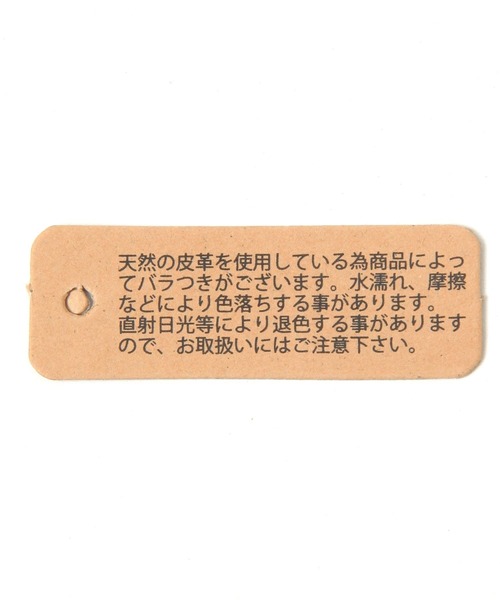 天然の皮革を使用している為商品によっ
てバラつきがございます。水濡れ、摩擦
などにより色落ちする事があります。
直射日光等により退色する事があります
ので、お取扱いにはご注意下さい。